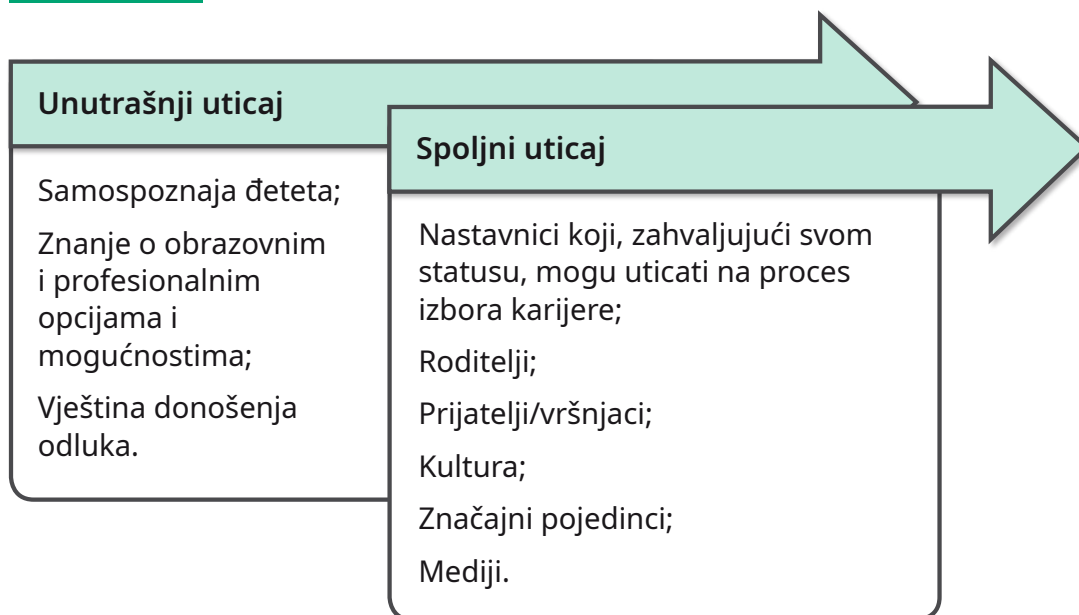 Unutrašnji uticaj
Samospoznaja đeteta;
Znanje o obrazovnim
i profesionalnim
opcijama i
mogućnostima;
Vještina donošenja
odluka.
Spoljni uticaj
Nastavnici koji, zahvaljujući svom
statusu, mogu uticati na proces
izbora karijere;
Roditelji;
Prijatelji/vršnjaci;
Kultura;
Značajni pojedinci;
Mediji.